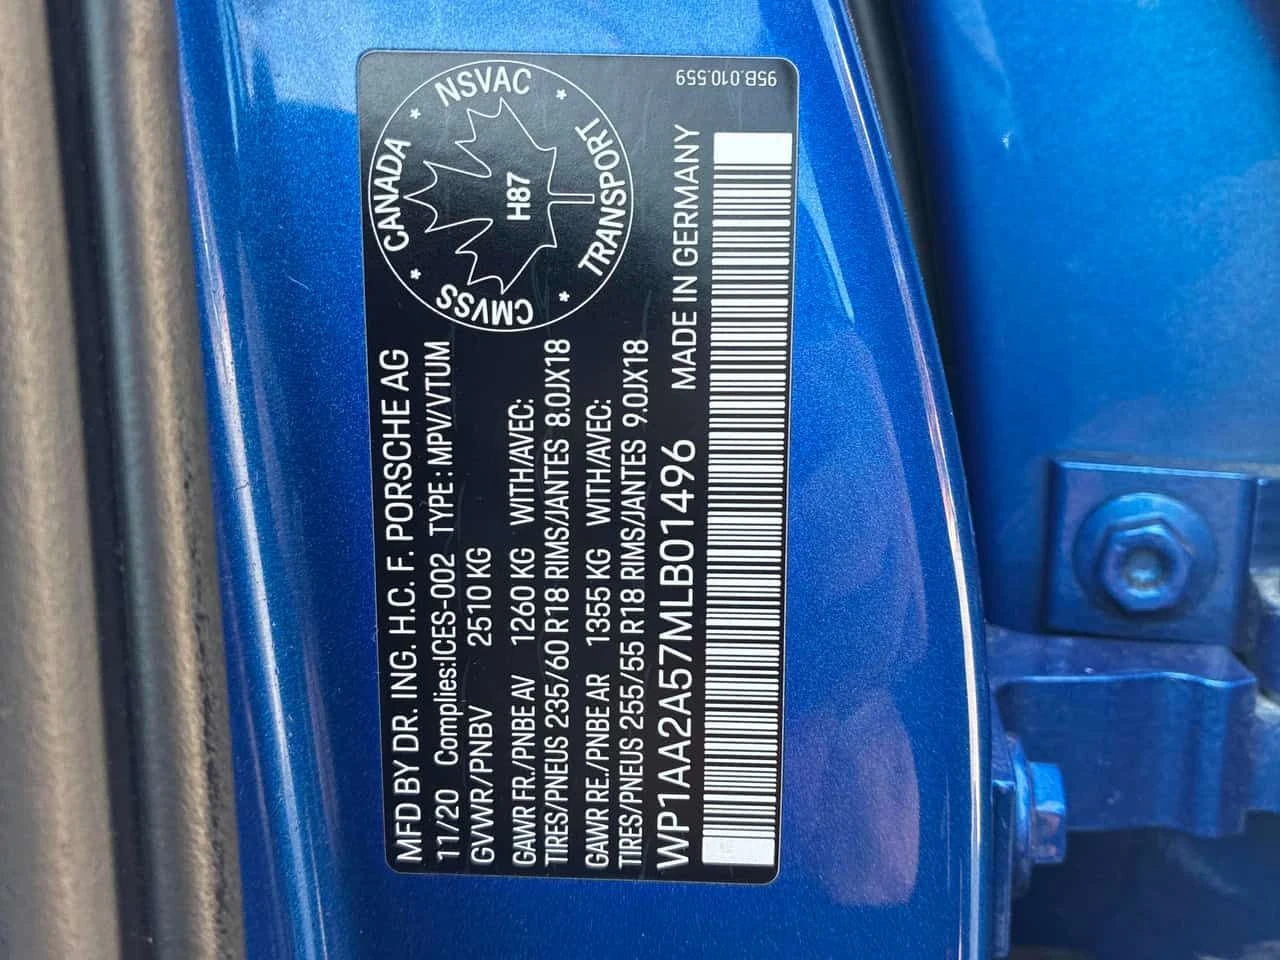 MFD BY DR. ING. H.C. F. PORSCHE AG
11/20 Complies:ICES-002 TYPE : MPV/VTUM
GVWR/PNBV 2510 KG
GAWR FR./PNBE AV 1260 KG WITH/AVEC:
TIRES/PNEUS 235/60 R18 RIMS/JANTES 8.0JX18
GAWR RE./PNBE AR 1355 KG WITH/AVEC:
TIRES/PNEUS 255/55 R18 RIMS/JANTES 9.0JX18
WP1AA2A57MLB01496 MADE IN GERMANY
CANADA * NSVAC * TRANSPORT * CMVSS *
H87
95B.010.559